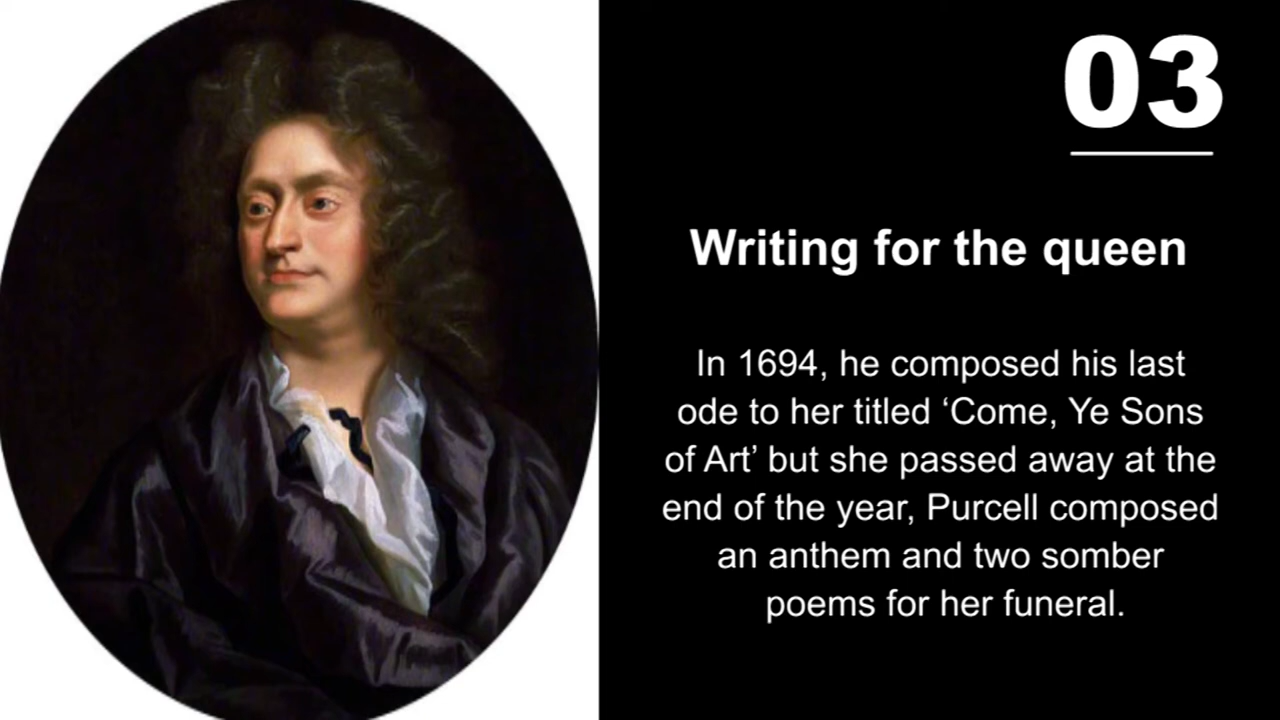 03
Writing for the queen
In 1694, he composed his last
ode to her titled ‘Come, Ye Sons
of Art’ but she passed away at the
end of the year, Purcell composed
an anthem and two somber
poems for her funeral.